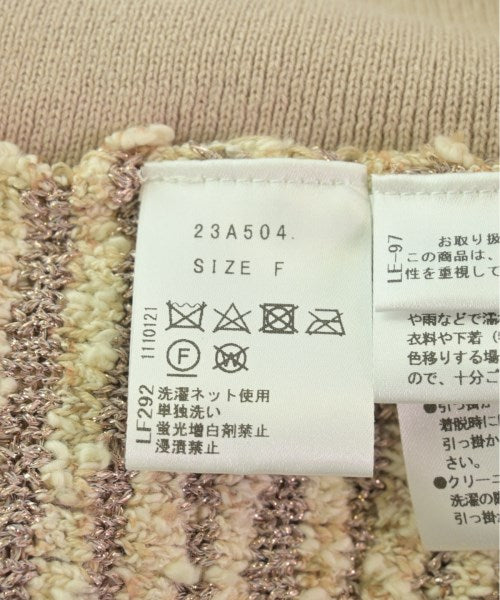 23A504.
SIZE F
1110121
F
W
LF292
洗濯ネット使用
単独洗い
蛍光増白剤禁止
浸漬禁止
LE-97
お取り扱
この商品は、
性を重視して
や雨などで濡
衣料や下着（
色移りする場
ので、十分ご
●引っ掛か
着脱時に
引っ掛か
さい。
●クリーニ
洗濯の際
引っ掛